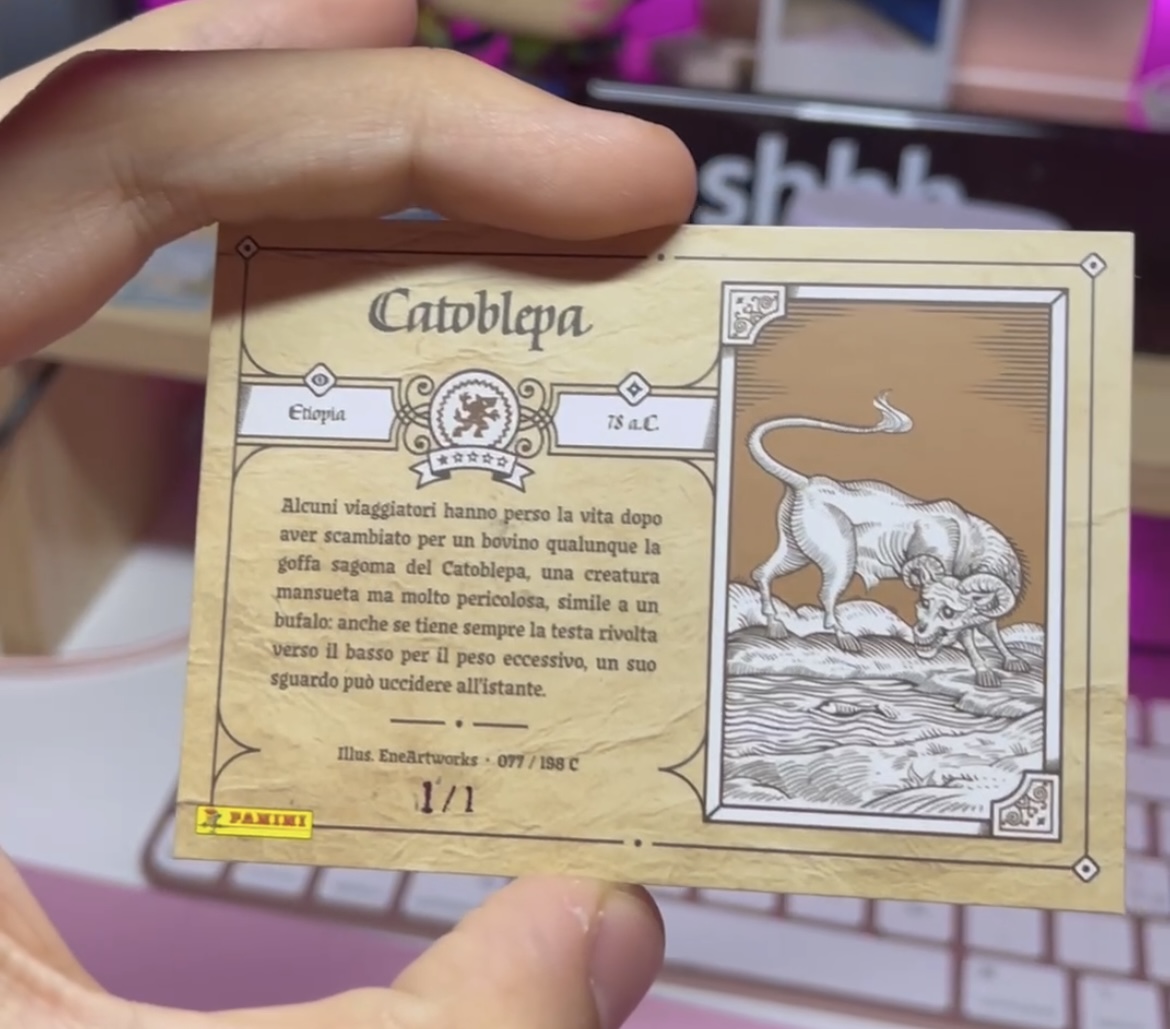 shhh
Catoblepa
Etiopia
78 a.C.
Alcuni viaggiatori hanno perso la vita dopo
aver scambiato per un bovino qualunque la
goffa sagoma del Catoblepa, una creatura
mansueta ma molto pericolosa, simile a un
bufalo: anche se tiene sempre la testa rivolta
verso il basso per il peso eccessivo, un suo
sguardo può uccidere all'istante.
Illus. EneArtworks · 077 / 198 C
1/1
PANINI